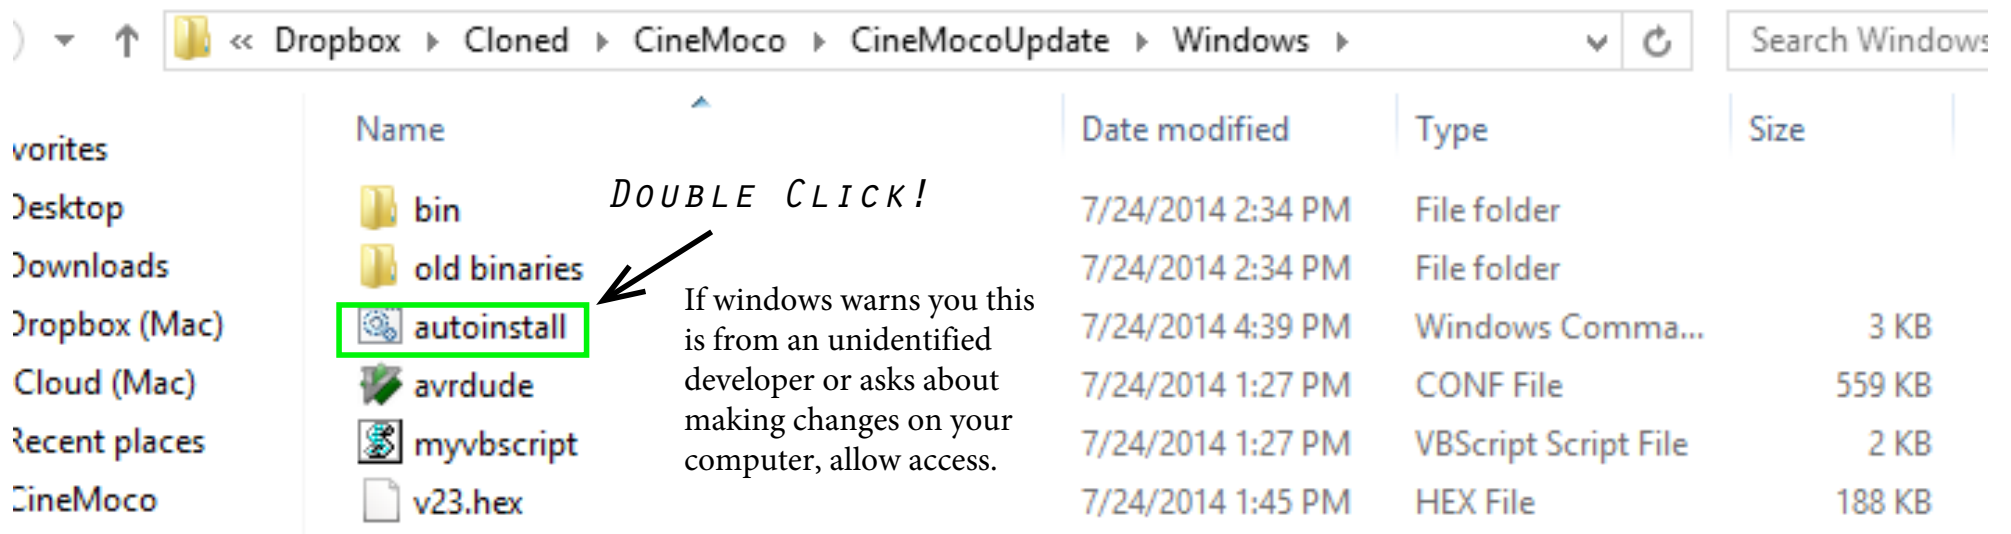 « Dropbox Cloned CineMoco CineMocoUpdate Windows Search Windows
Name Date modified Type Size
vorites
Desktop
Downloads
Dropbox (Mac)
Cloud (Mac)
Recent places
CineMoco
bin 7/24/2014 2:34 PM File folder
old binaries 7/24/2014 2:34 PM File folder
autoinstall 7/24/2014 4:39 PM Windows Comma... 3 KB
avrdude 7/24/2014 1:27 PM CONF File 559 KB
myvbscript 7/24/2014 1:27 PM VBScript Script File 2 KB
v23.hex 7/24/2014 1:45 PM HEX File 188 KB
DOUBLE CLICK!
If windows warns you this
is from an unidentified
developer or asks about
making changes on your
computer, allow access.